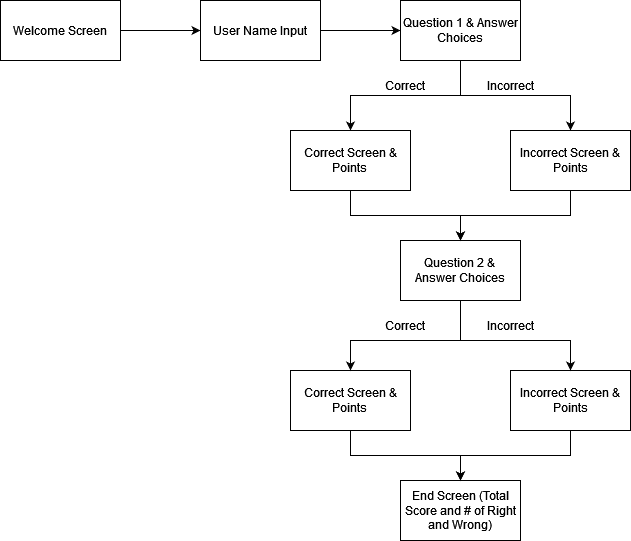 Welcome Screen
User Name Input
Question 1 & Answer
Choices
Correct
Incorrect
Correct Screen &
Points
Incorrect Screen &
Points
Question 2 &
Answer Choices
Correct
Incorrect
Correct Screen &
Points
Incorrect Screen &
Points
End Screen (Total
Score and # of Right
and Wrong)